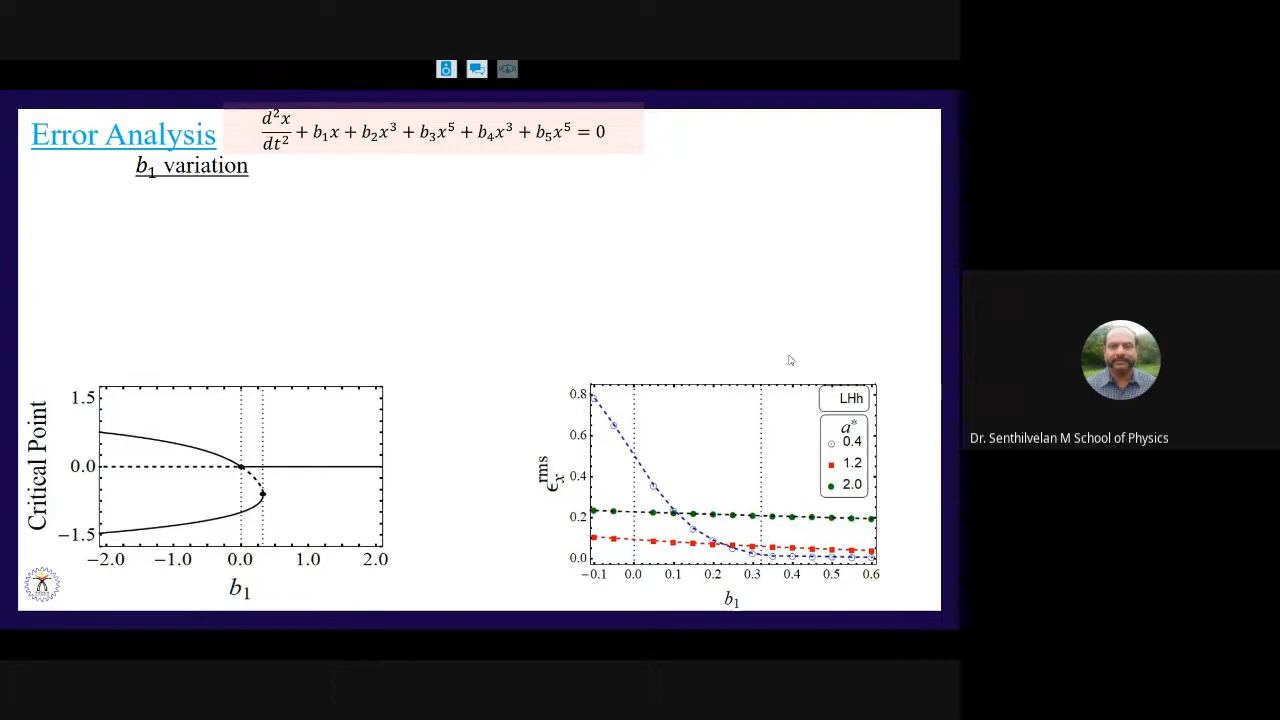 Error Analysis
d²x/dt² + b₁x + b₂x³ + b₃x⁵ + b₄x³ + b₅x⁵ = 0
b₁ variation
Critical Point
1.5
0.0
−1.5
−2.0 −1.0 0.0 1.0 2.0
b₁
ϵₓʳᵐˢ
0.8
0.6
0.4
0.2
0.0
−0.1 0.0 0.1 0.2 0.3 0.4 0.5 0.6
b₁
LHh
a*
0.4
1.2
2.0
Dr. Senthilvelan M School of Physics